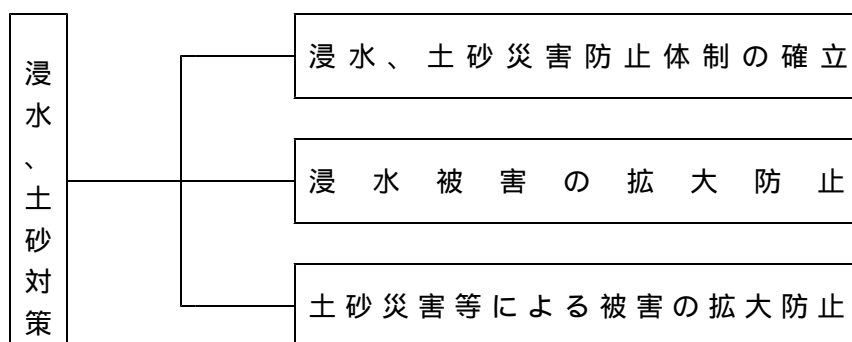 浸水、土砂対策
浸水、土砂災害防止体制の確立
浸水被害の拡大防止
土砂災害等による被害の拡大防止